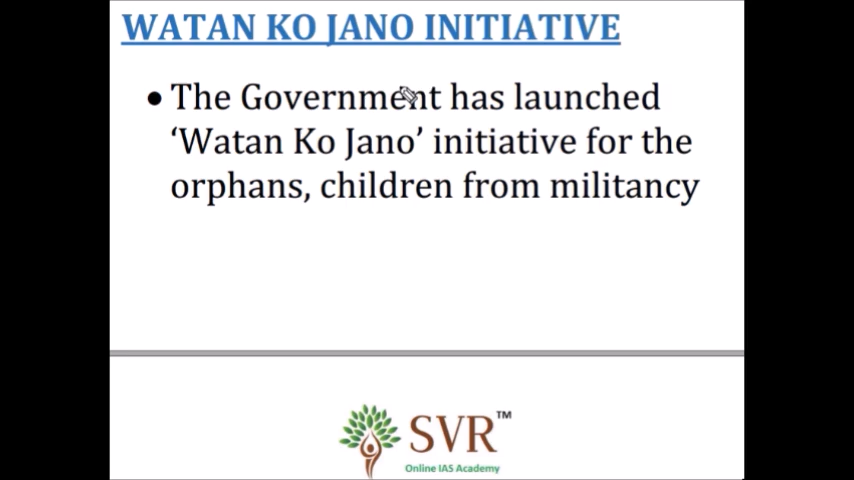 WATAN KO JANO INITIATIVE
• The Government has launched
‘Watan Ko Jano’ initiative for the
orphans, children from militancy
SVR™
Online IAS Academy